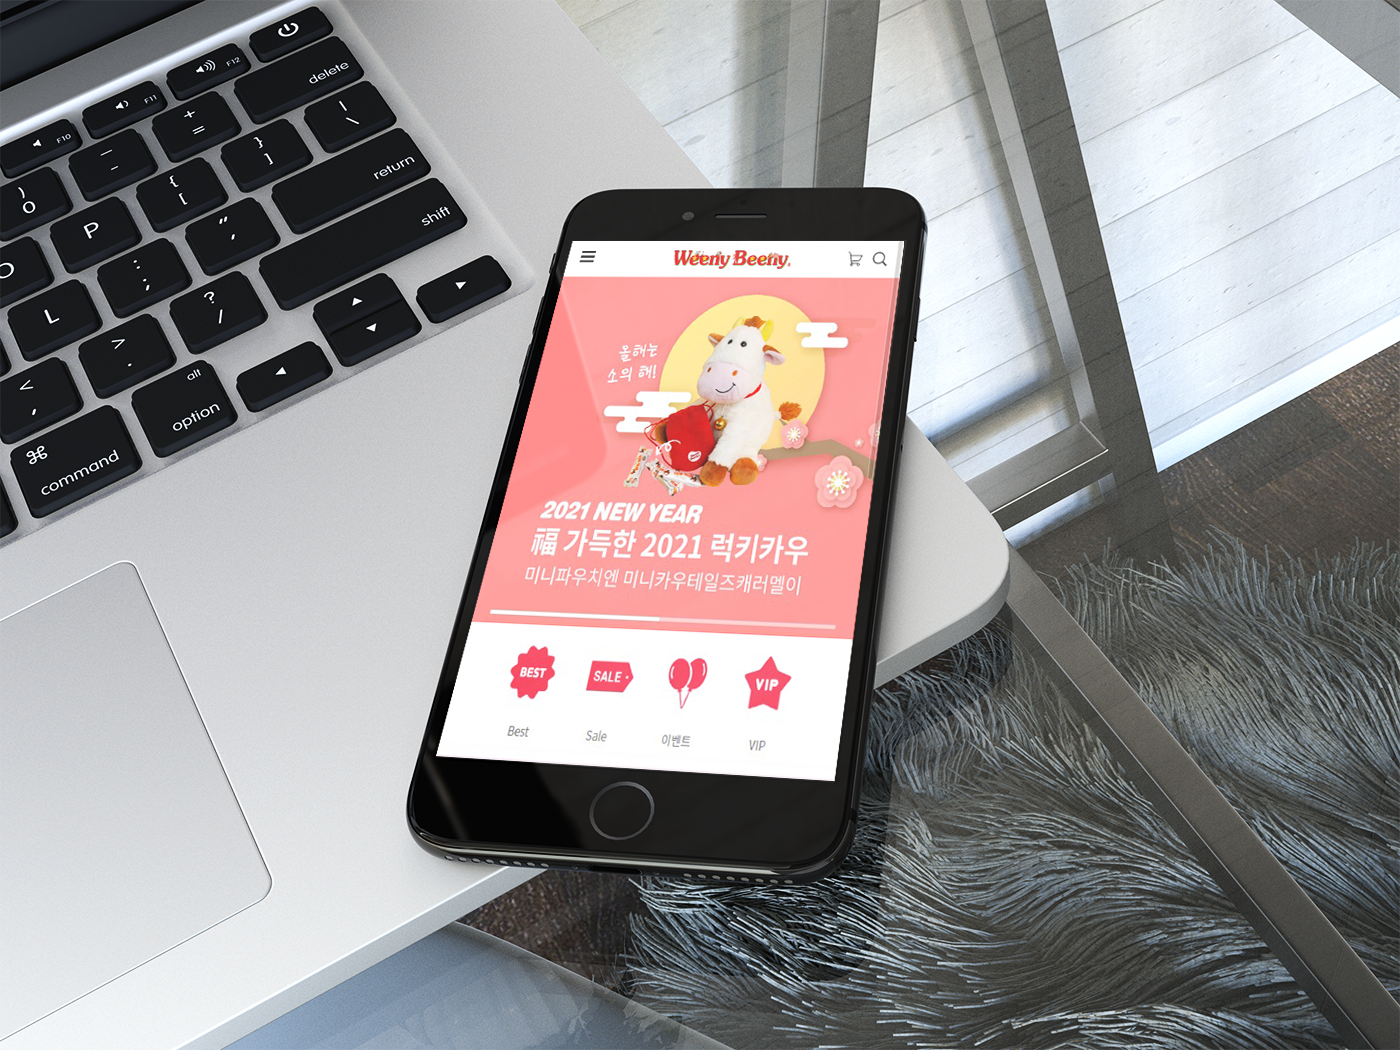 F10
F11
F12
delete
+
=
—
-
|
\
)
0
P
{
[
}
]
return
O
L
:
;
"
'
shift
<
,
>
.
?
/
alt
option
⌘
command
Weeny Beeny.
올해는
소의 해!
2021 NEW YEAR
福 가득한 2021 럭키카우
미니파우치엔 미니카우테일즈캐러멜이
BEST
SALE
VIP
Best
Sale
이벤트
VIP